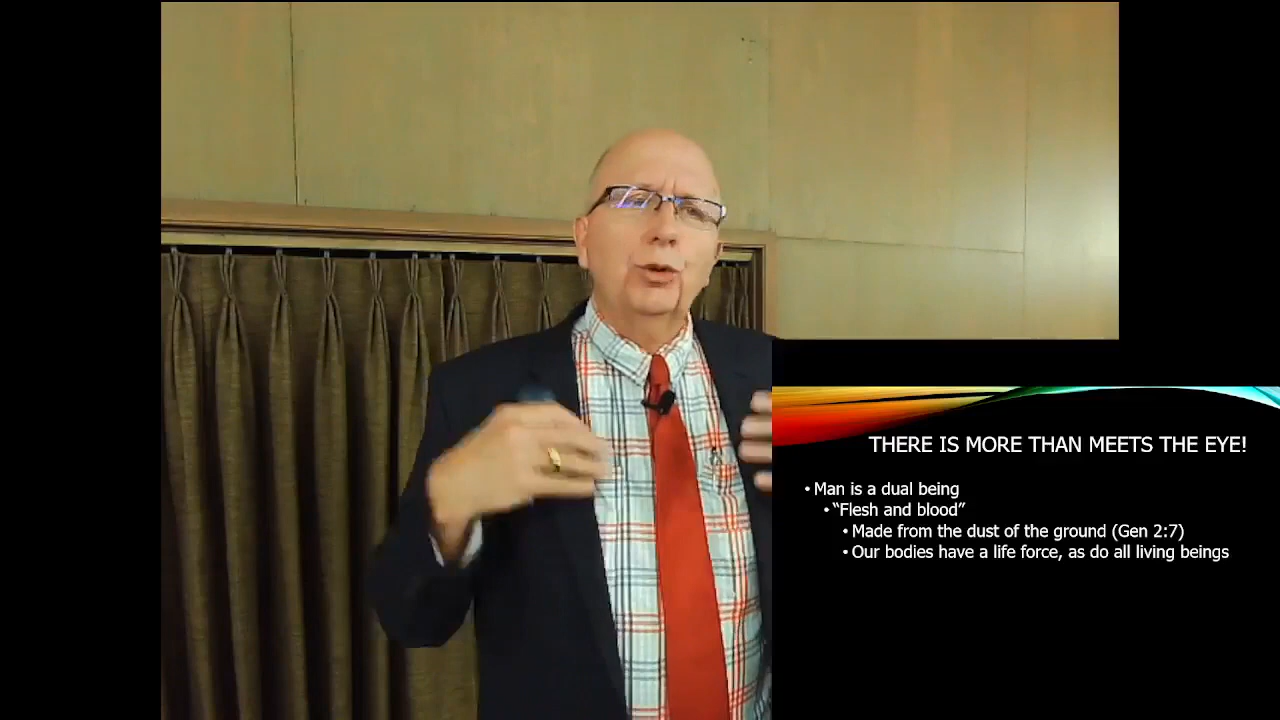 THERE IS MORE THAN MEETS THE EYE!
• Man is a dual being
• “Flesh and blood”
• Made from the dust of the ground (Gen 2:7)
• Our bodies have a life force, as do all living beings